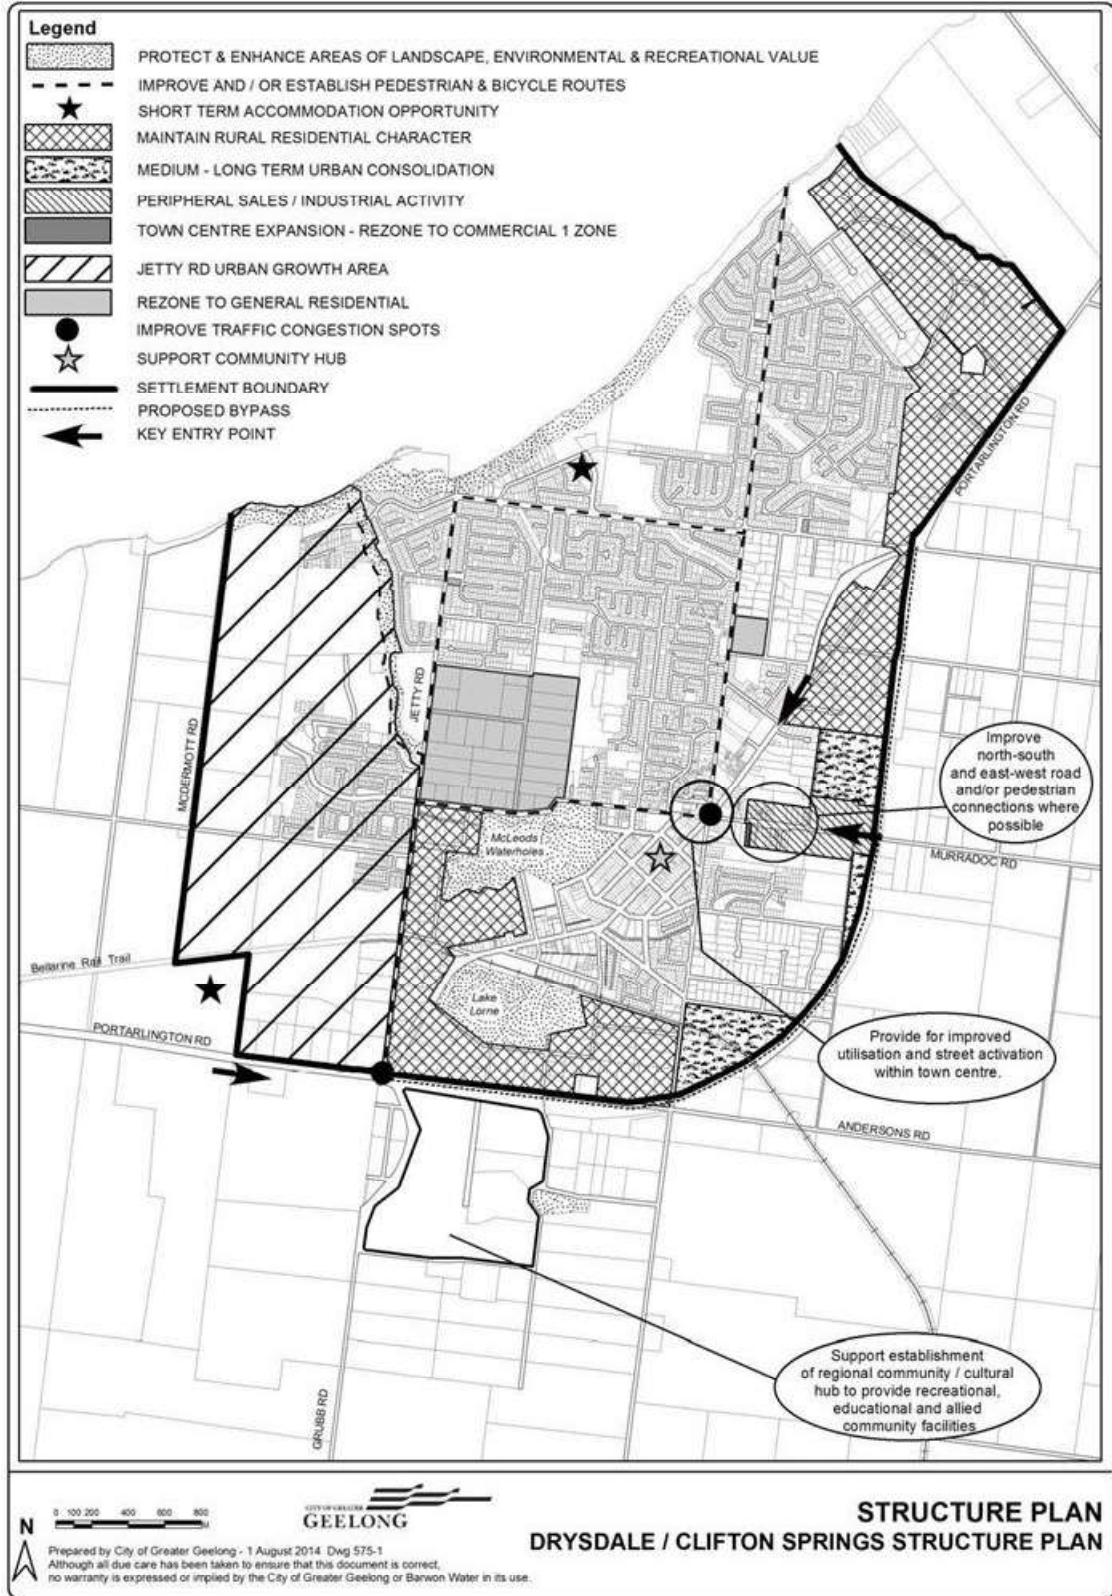 Legend
PROTECT & ENHANCE AREAS OF LANDSCAPE, ENVIRONMENTAL & RECREATIONAL VALUE
IMPROVE AND / OR ESTABLISH PEDESTRIAN & BICYCLE ROUTES
SHORT TERM ACCOMMODATION OPPORTUNITY
MAINTAIN RURAL RESIDENTIAL CHARACTER
MEDIUM - LONG TERM URBAN CONSOLIDATION
PERIPHERAL SALES / INDUSTRIAL ACTIVITY
TOWN CENTRE EXPANSION - REZONE TO COMMERCIAL 1 ZONE
JETTY RD URBAN GROWTH AREA
REZONE TO GENERAL RESIDENTIAL
IMPROVE TRAFFIC CONGESTION SPOTS
SUPPORT COMMUNITY HUB
SETTLEMENT BOUNDARY
PROPOSED BYPASS
KEY ENTRY POINT
PORTARLINGTON RD
JETTY RD
MCDERMOTT RD
Improve
north-south
and east-west road
and/or pedestrian
connections where
possible
McLeods
Waterholes
MURRADOC RD
Bellarine Rail Trail
Lake
Lorne
PORTARLINGTON RD
Provide for improved
utilisation and street activation
within town centre.
ANDERSONS RD
Support establishment
of regional community / cultural
hub to provide recreational,
educational and allied
community facilities
GRUBB RD
N
0 100 200 400 600 800
CITY OF GREATER
GEELONG
STRUCTURE PLAN
DRYSDALE / CLIFTON SPRINGS STRUCTURE PLAN
Prepared by City of Greater Geelong - 1 August 2014 Dwg 575-1
Although all due care has been taken to ensure that this document is correct,
no warranty is expressed or implied by the City of Greater Geelong or Barwon Water in its use.